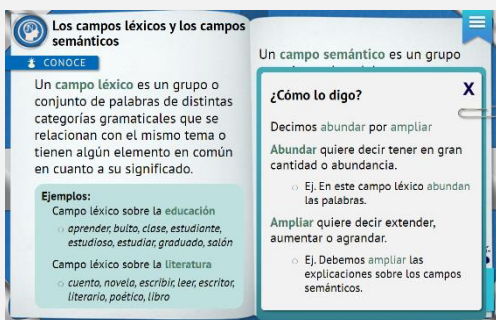 Los campos léxicos y los campos
semánticos
CONOCE
Un campo léxico es un grupo o
conjunto de palabras de distintas
categorías gramaticales que se
relacionan con el mismo tema o
tienen algún elemento en común
en cuanto a su significado.
Ejemplos:
Campo léxico sobre la educación
aprender, bulto, clase, estudiante,
estudioso, estudiar, graduado, salón
Campo léxico sobre la literatura
cuento, novela, escribir, leer, escritor,
literario, poético, libro
Un campo semántico es un grupo
¿Cómo lo digo?
X
Decimos abundar por ampliar
Abundar quiere decir tener en gran
cantidad o abundancia.
Ej. En este campo léxico abundan
las palabras.
Ampliar quiere decir extender,
aumentar o agrandar.
Ej. Debemos ampliar las
explicaciones sobre los campos
semánticos.